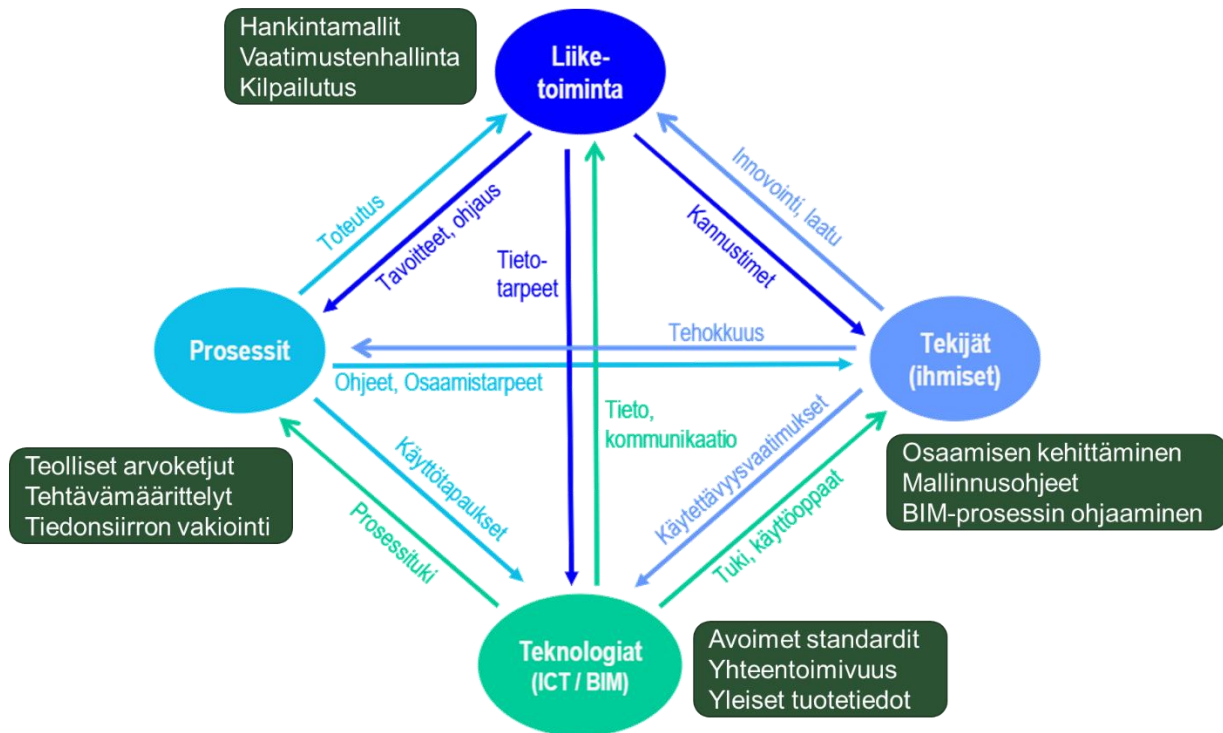 Hankintamallit
Vaatimustenhallinta
Kilpailutus
Liike-
toiminta
Toteutus
Tavoitteet, ohjaus
Tieto-
tarpeet
Kannustimet
Innovointi, laatu
Prosessit
Tehokkuus
Ohjeet, Osaamistarpeet
Tekijät
(ihmiset)
Tieto,
kommunikaatio
Teolliset arvoketjut
Tehtävämäärittelyt
Tiedonsiirron vakiointi
Käyttötapaukset
Prosessituki
Käytettävyysvaatimukset
Tuki, käyttöoppaat
Osaamisen kehittäminen
Mallinnusohjeet
BIM-prosessin ohjaaminen
Teknologiat
(ICT / BIM)
Avoimet standardit
Yhteentoimivuus
Yleiset tuotetiedot